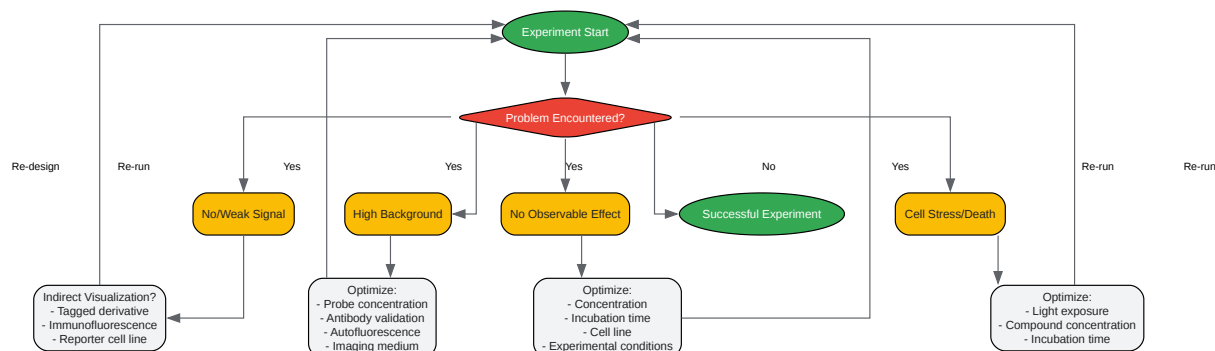 Experiment Start
Problem Encountered?
Re-design
Re-run
Yes
Yes
Yes
No
Yes
Re-run
Re-run
No/Weak Signal
High Background
No Observable Effect
Successful Experiment
Cell Stress/Death
Indirect Visualization?
- Tagged derivative
- Immunofluorescence
- Reporter cell line
Optimize:
- Probe concentration
- Antibody validation
- Autofluorescence
- Imaging medium
Optimize:
- Concentration
- Incubation time
- Cell line
- Experimental conditions
Optimize:
- Light exposure
- Compound concentration
- Incubation time